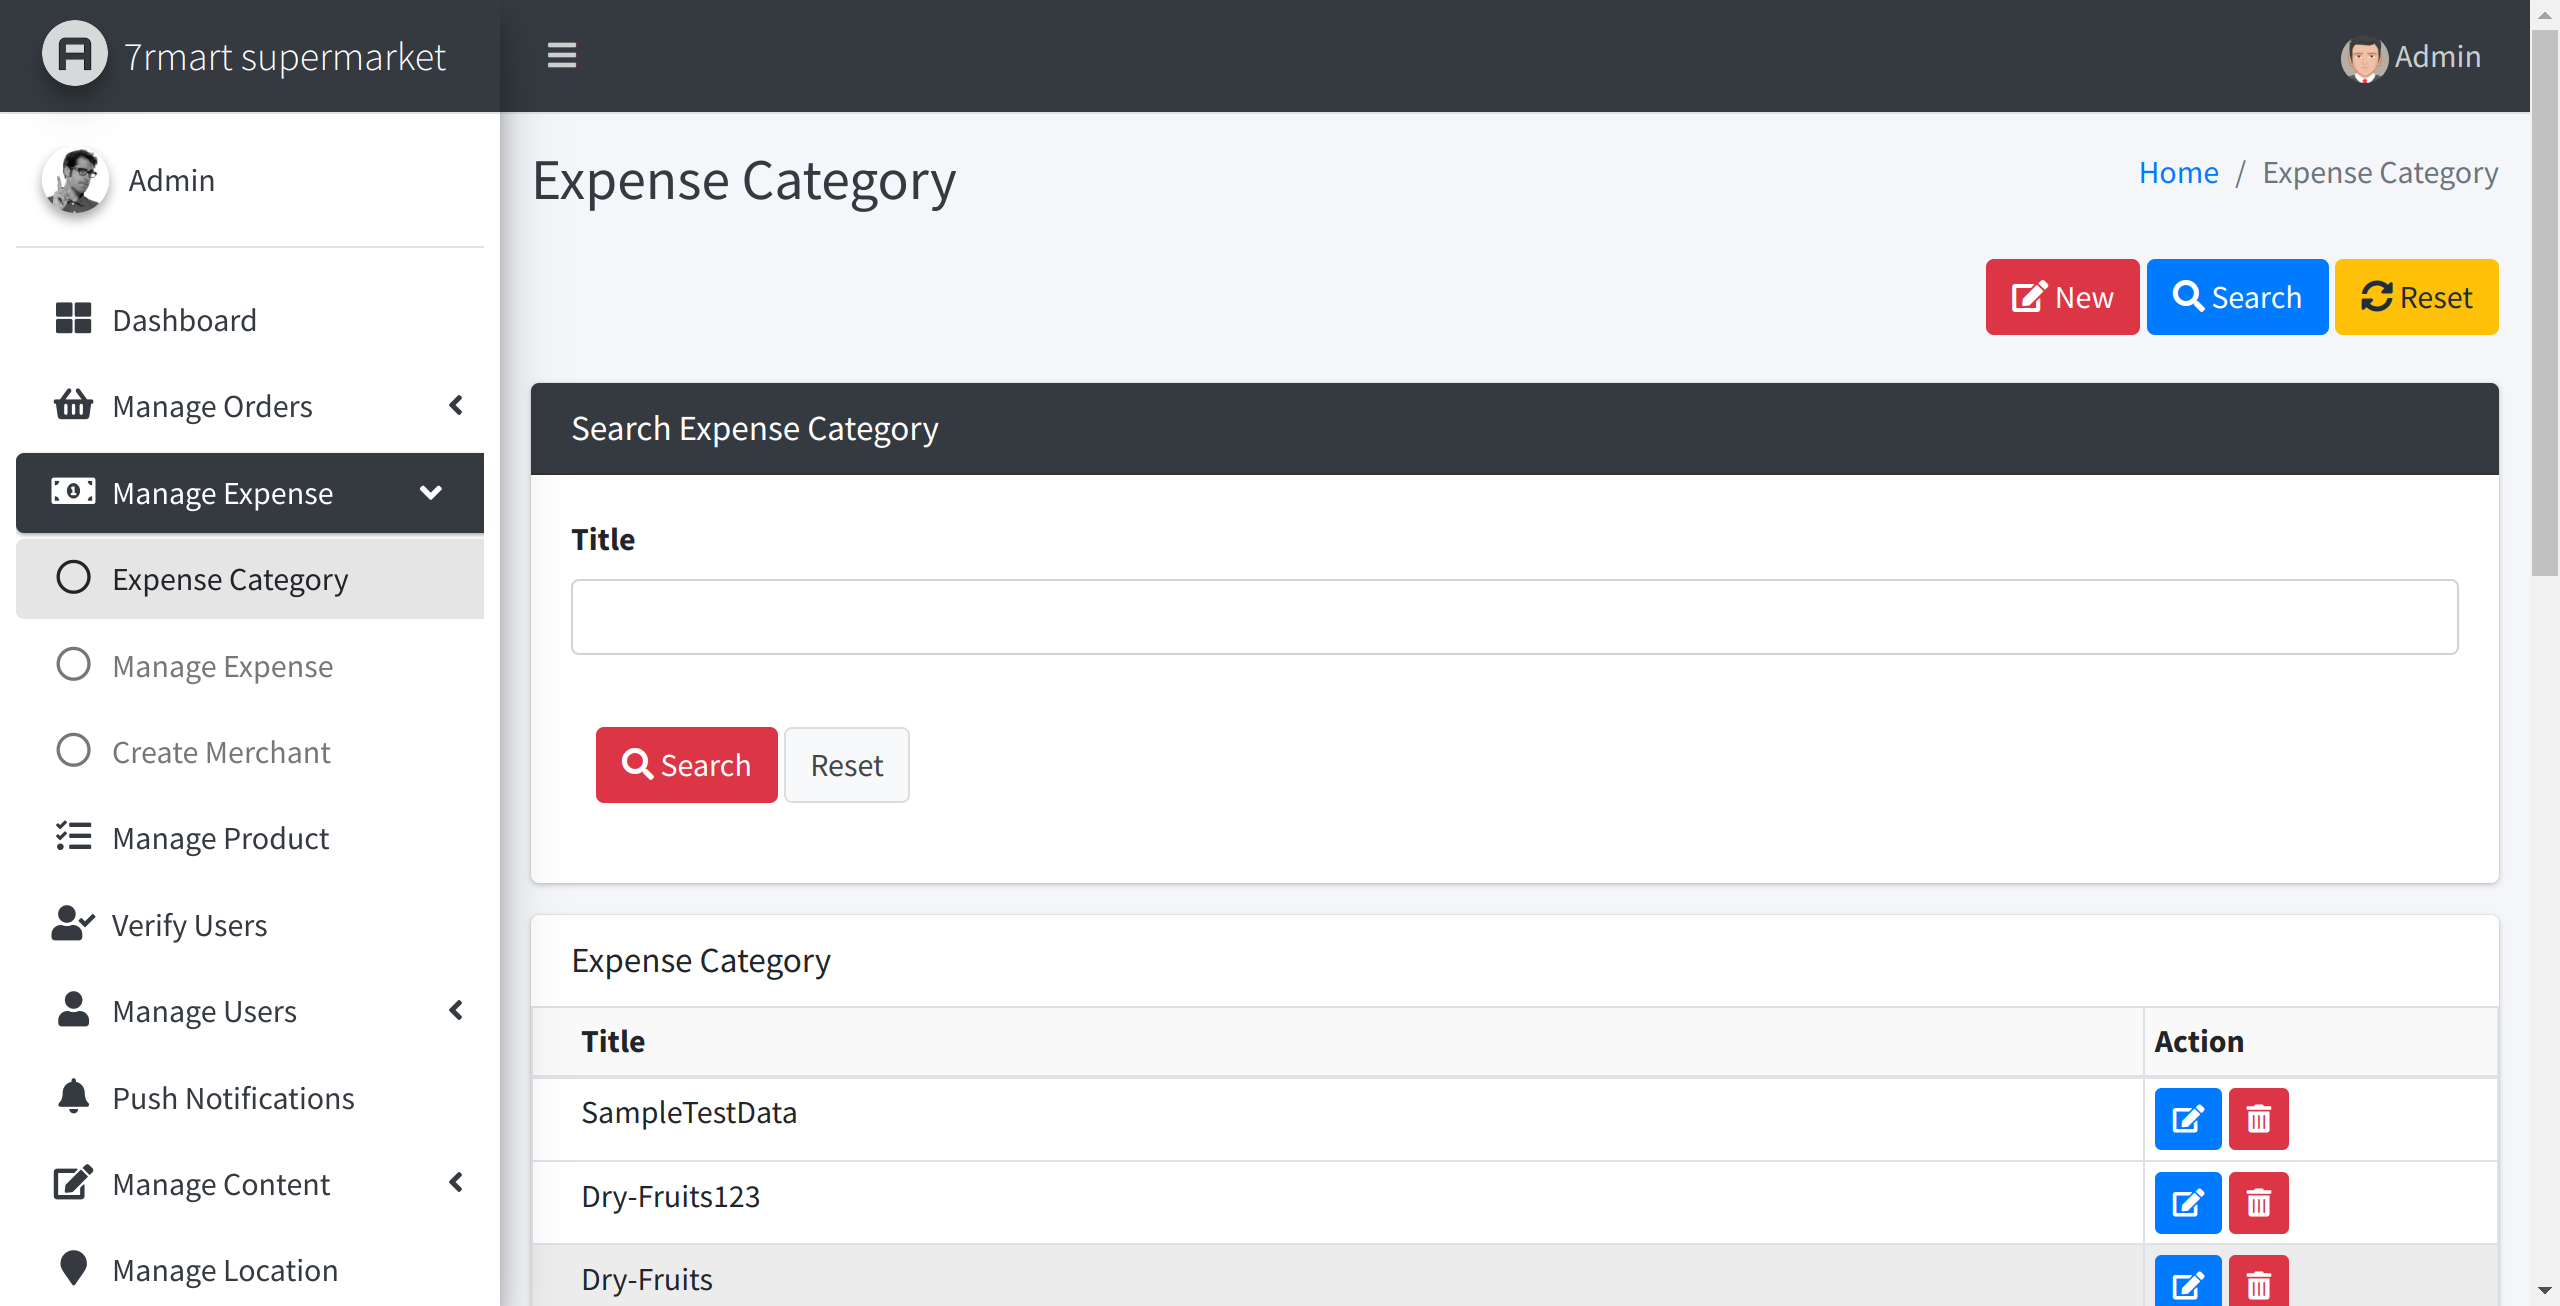 7rmart supermarket
Admin
Admin
Expense Category
Home / Expense Category
New
Search
Reset
Dashboard
Manage Orders
Manage Expense
Expense Category
Manage Expense
Create Merchant
Manage Product
Verify Users
Manage Users
Push Notifications
Manage Content
Manage Location
Search Expense Category
Title
Search
Reset
Expense Category
Title Action
SampleTestData
Dry-Fruits123
Dry-Fruits